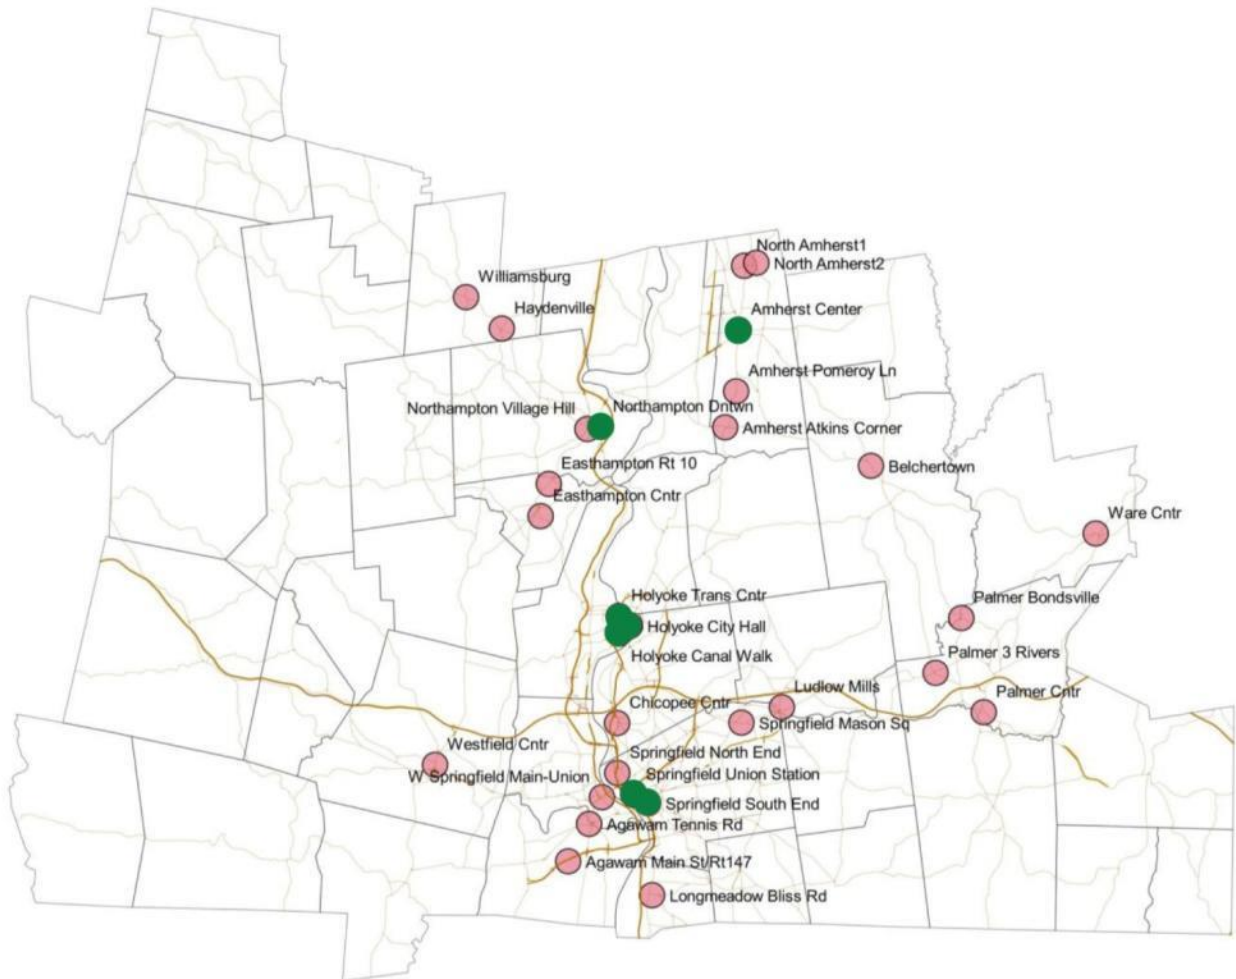 North Amherst1
North Amherst2
Williamsburg
Haydenville
Amherst Center
Amherst Pomeroy Ln
Northampton Village Hill
Northampton Dntwn
Amherst Atkins Corner
Easthampton Rt 10
Belchertown
Easthampton Cntr
Ware Cntr
Holyoke Trans Cntr
Palmer Bondsville
Holyoke City Hall
Holyoke Canal Walk
Palmer 3 Rivers
Ludlow Mills
Palmer Cntr
Chicopee Cntr
Springfield Mason Sq
Westfield Cntr
Springfield North End
W Springfield Main-Union
Springfield Union Station
Springfield South End
Agawam Tennis Rd
Agawam Main St/Rt147
Longmeadow Bliss Rd